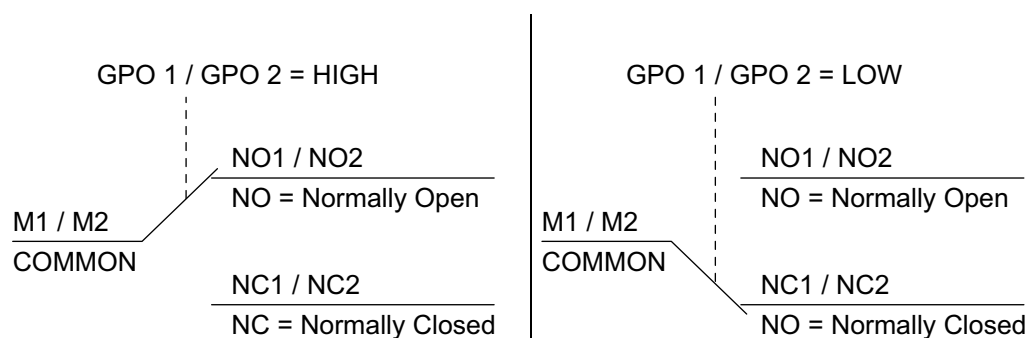 GPO 1 / GPO 2 = HIGH
NO1 / NO2
NO = Normally Open
M1 / M2
COMMON
NC1 / NC2
NC = Normally Closed
GPO 1 / GPO 2 = LOW
NO1 / NO2
NO = Normally Open
M1 / M2
COMMON
NC1 / NC2
NO = Normally Closed